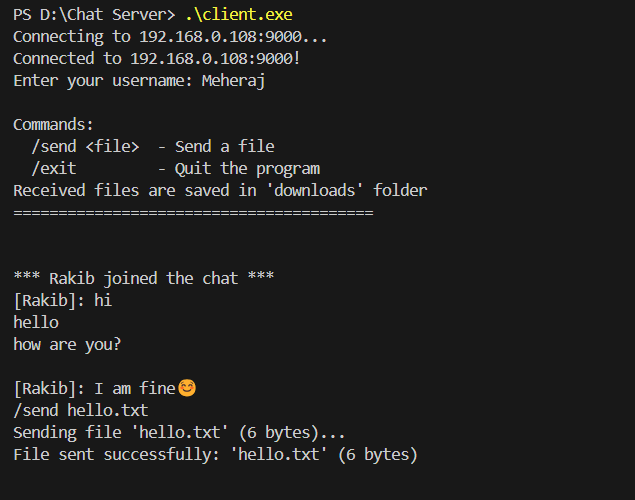 PS D:\Chat Server> .\client.exe
Connecting to 192.168.0.108:9000...
Connected to 192.168.0.108:9000!
Enter your username: Meheraj
Commands:
  /send <file>  - Send a file
  /exit         - Quit the program
Received files are saved in 'downloads' folder
========================================
*** Rakib joined the chat ***
[Rakib]: hi
hello
how are you?
[Rakib]: I am fine😊
/send hello.txt
Sending file 'hello.txt' (6 bytes)...
File sent successfully: 'hello.txt' (6 bytes)